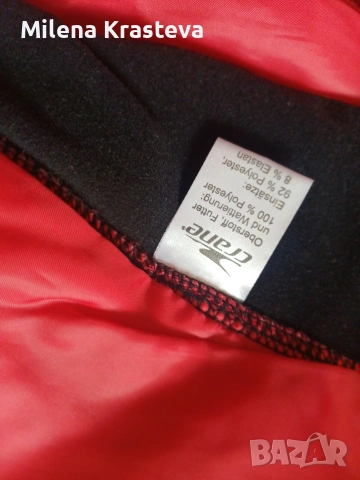 Milena Krasteva
crane®
Oberstoff, Futter
und Wattierung:
100 % Polyester
Einsätze:
92 % Polyester,
8 % Elastan
BAZAR